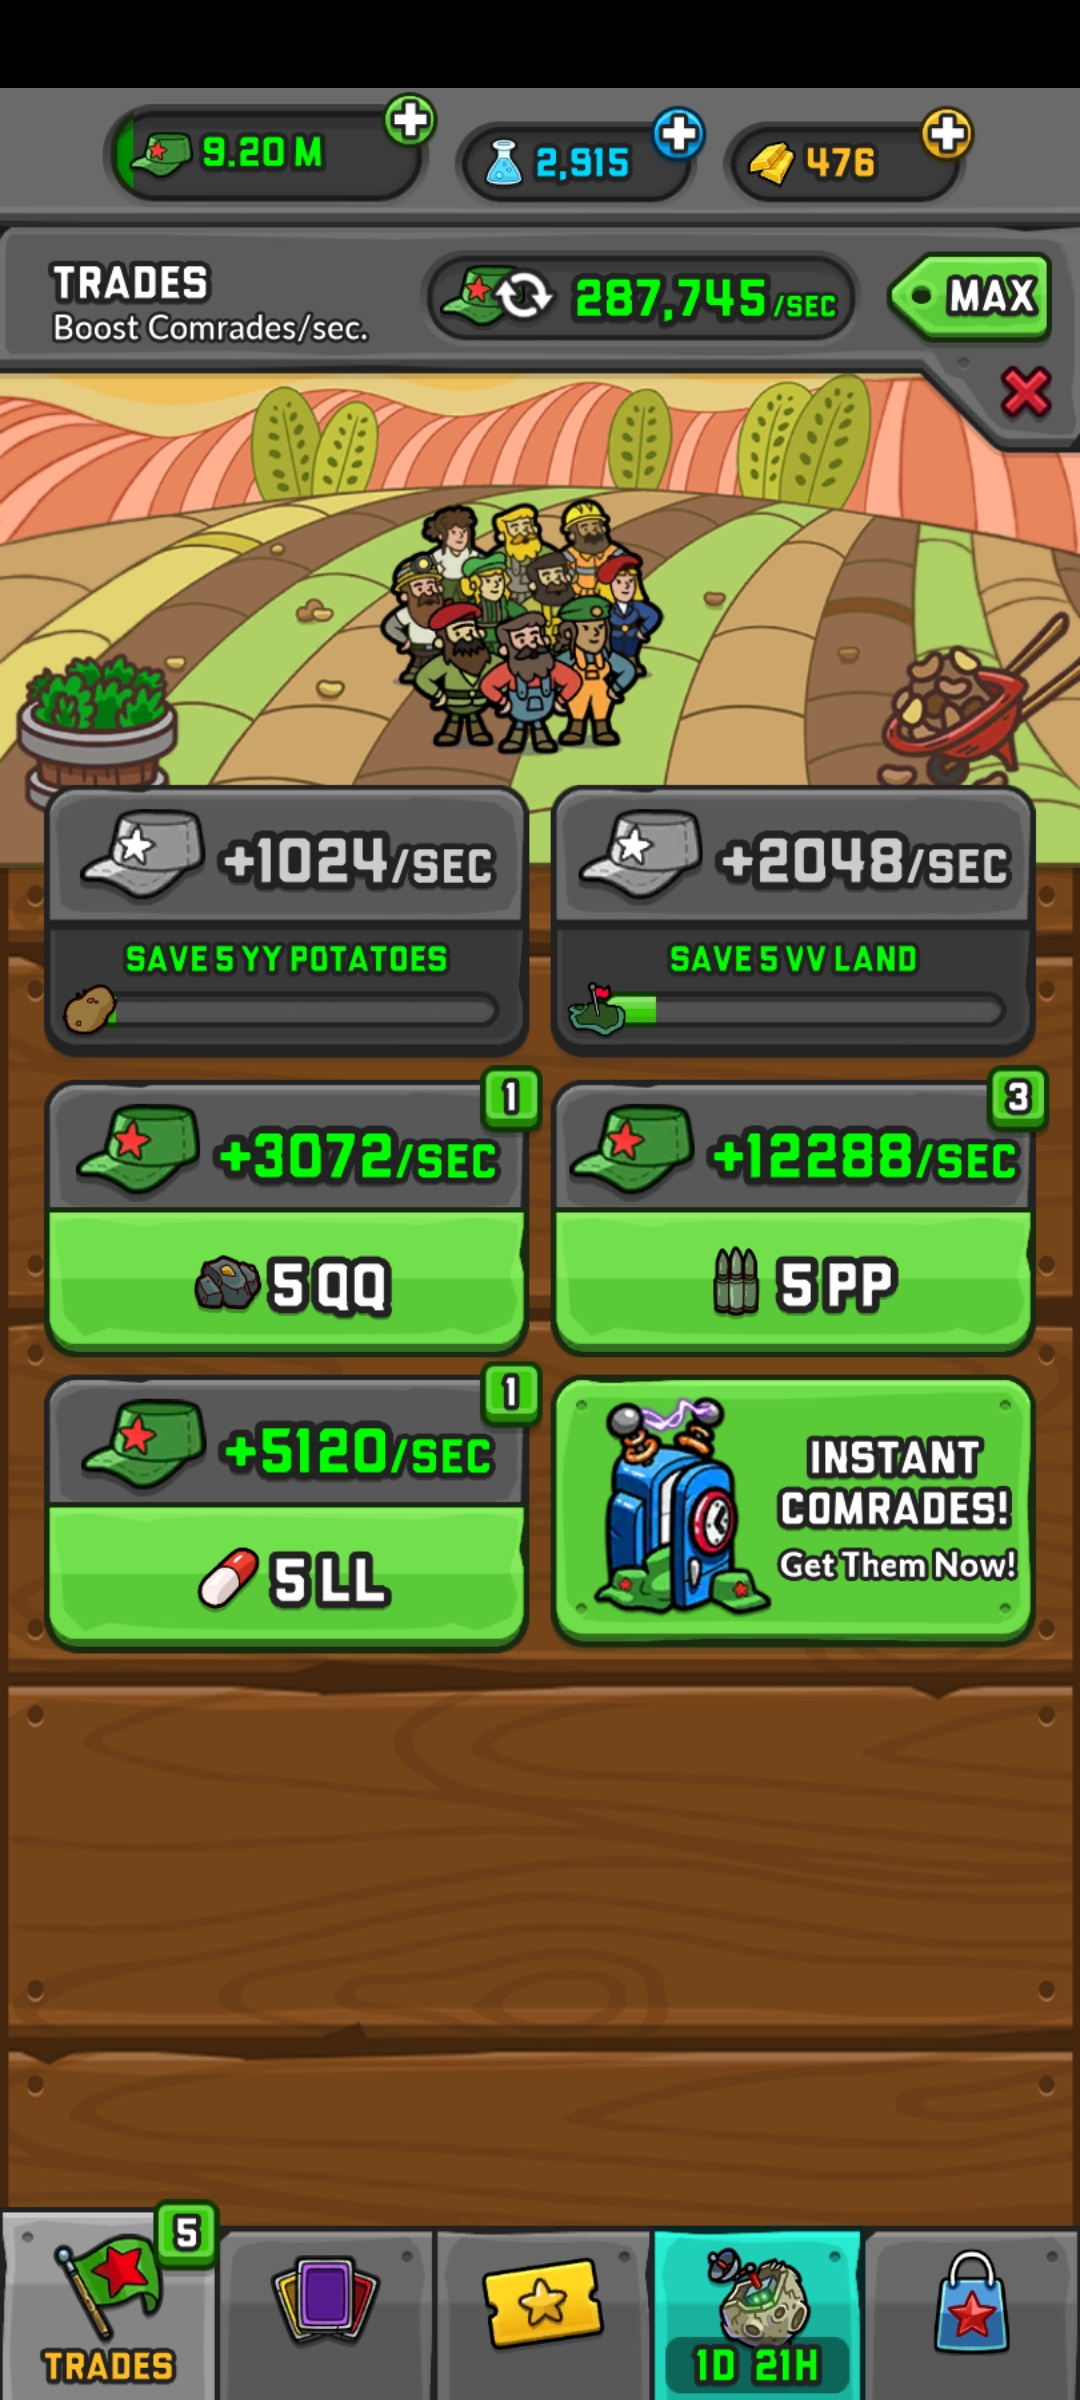 9.20 M
2,915
476
TRADES
Boost Comrades/sec.
287,745/SEC
MAX
+1024/SEC
SAVE 5 YY POTATOES
+2048/SEC
SAVE 5 VV LAND
1
+3072/SEC
5 QQ
3
+12288/SEC
5 PP
1
+5120/SEC
5 LL
INSTANT
COMRADES!
Get Them Now!
5
TRADES
1D 21H